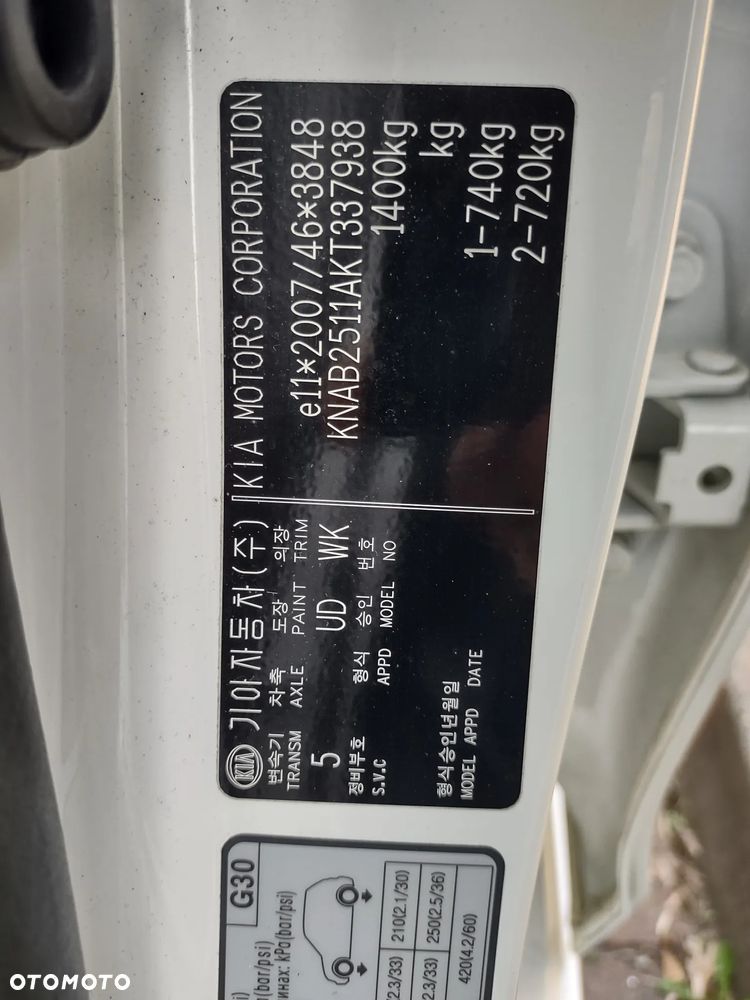 KIA 기아자동차(주) KIA MOTORS CORPORATION
변속기 차축 도장 의장
TRANSM AXLE PAINT TRIM
5 UD WK
e11*2007/46*3848
KNAB2511AKT337938
정비부호 형식 승인 번호
S.V.C APPD MODEL NO
1400kg
kg
형식승인년월일
MODEL APPD DATE
1-740kg
2-720kg
G30
kPa(bar/psi)
210(2.1/30)
250(2.5/36)
420(4.2/60)
OTOMOTO